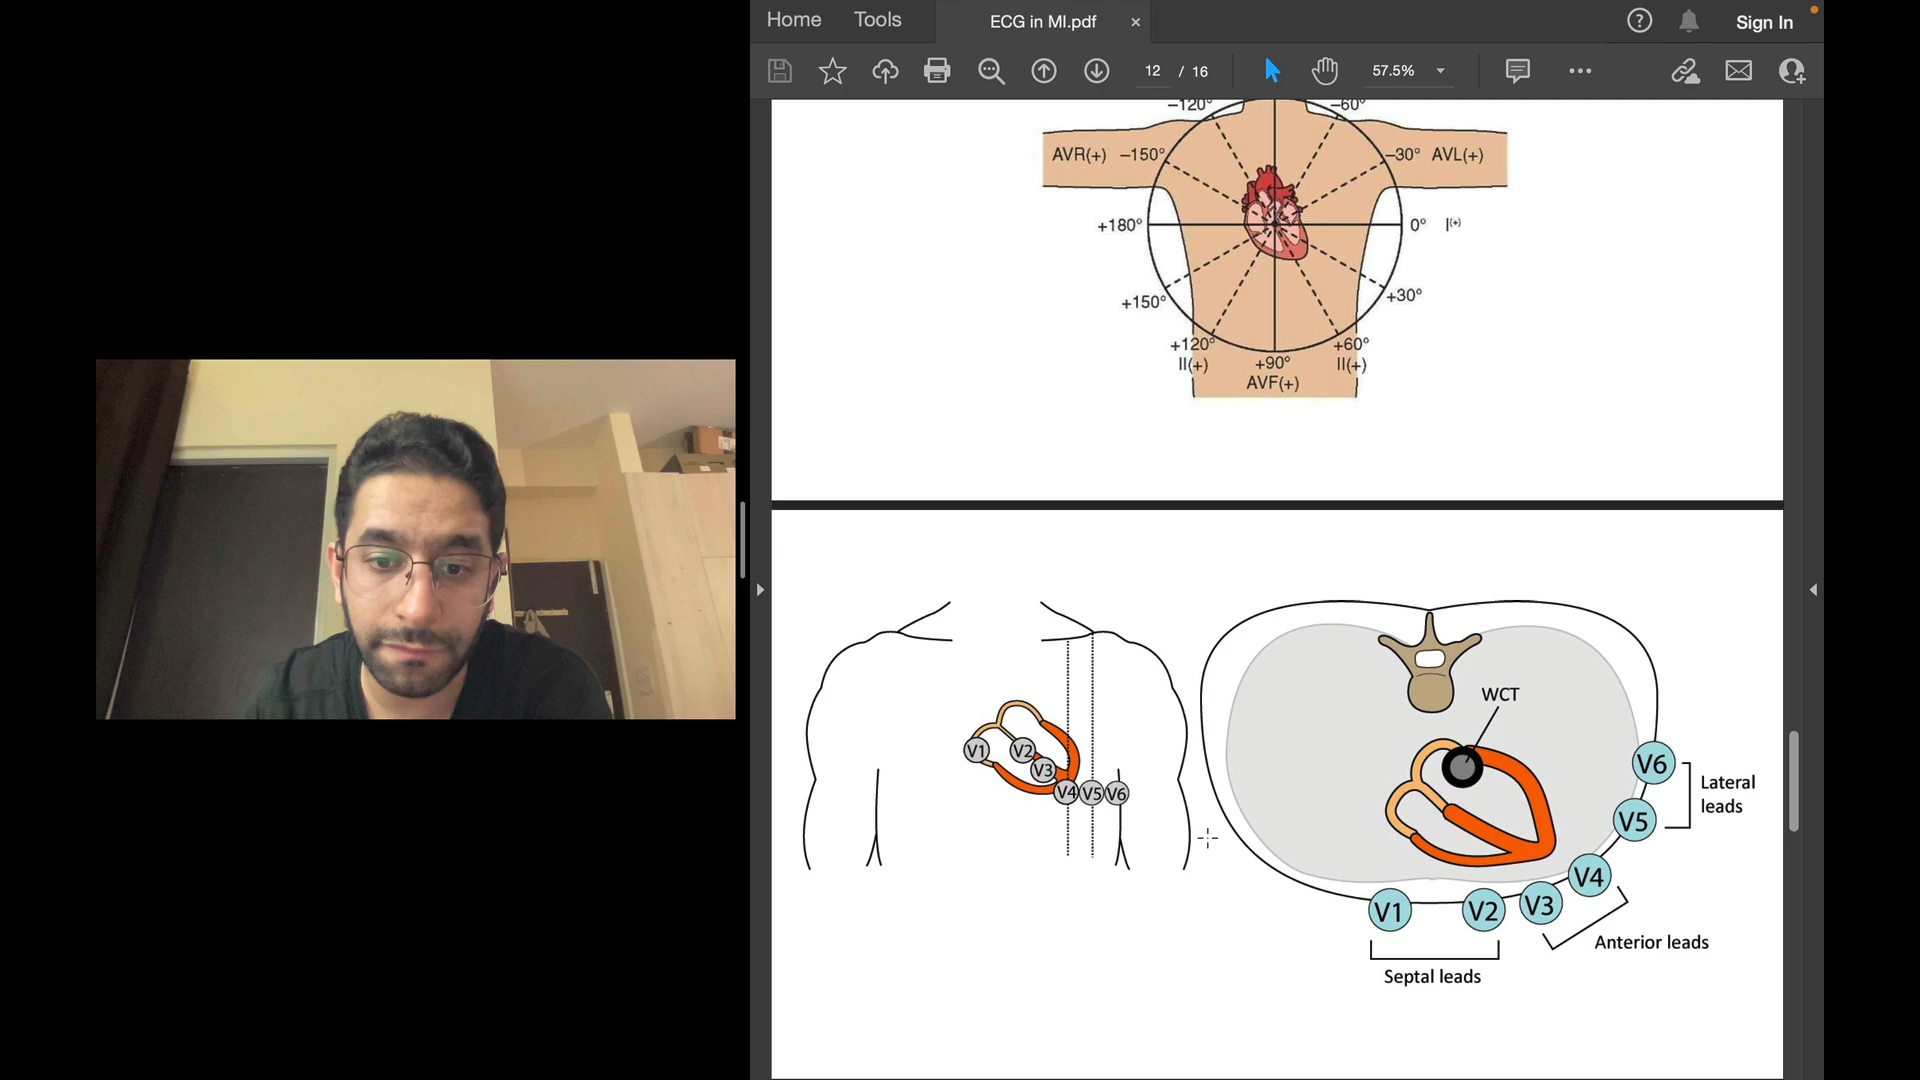 Home Tools ECG in MI.pdf × ? Sign In
12 / 16 57.5%
−120° −60°
AVR(+) −150° −30° AVL(+)
+180° 0° I(+)
+150° +30°
+120° +60°
II(+) +90° II(+)
AVF(+)
WCT
V1 V2
V3
V4 V5 V6
V6
Lateral
leads
V5
V4
V3
V1 V2
Anterior leads
Septal leads